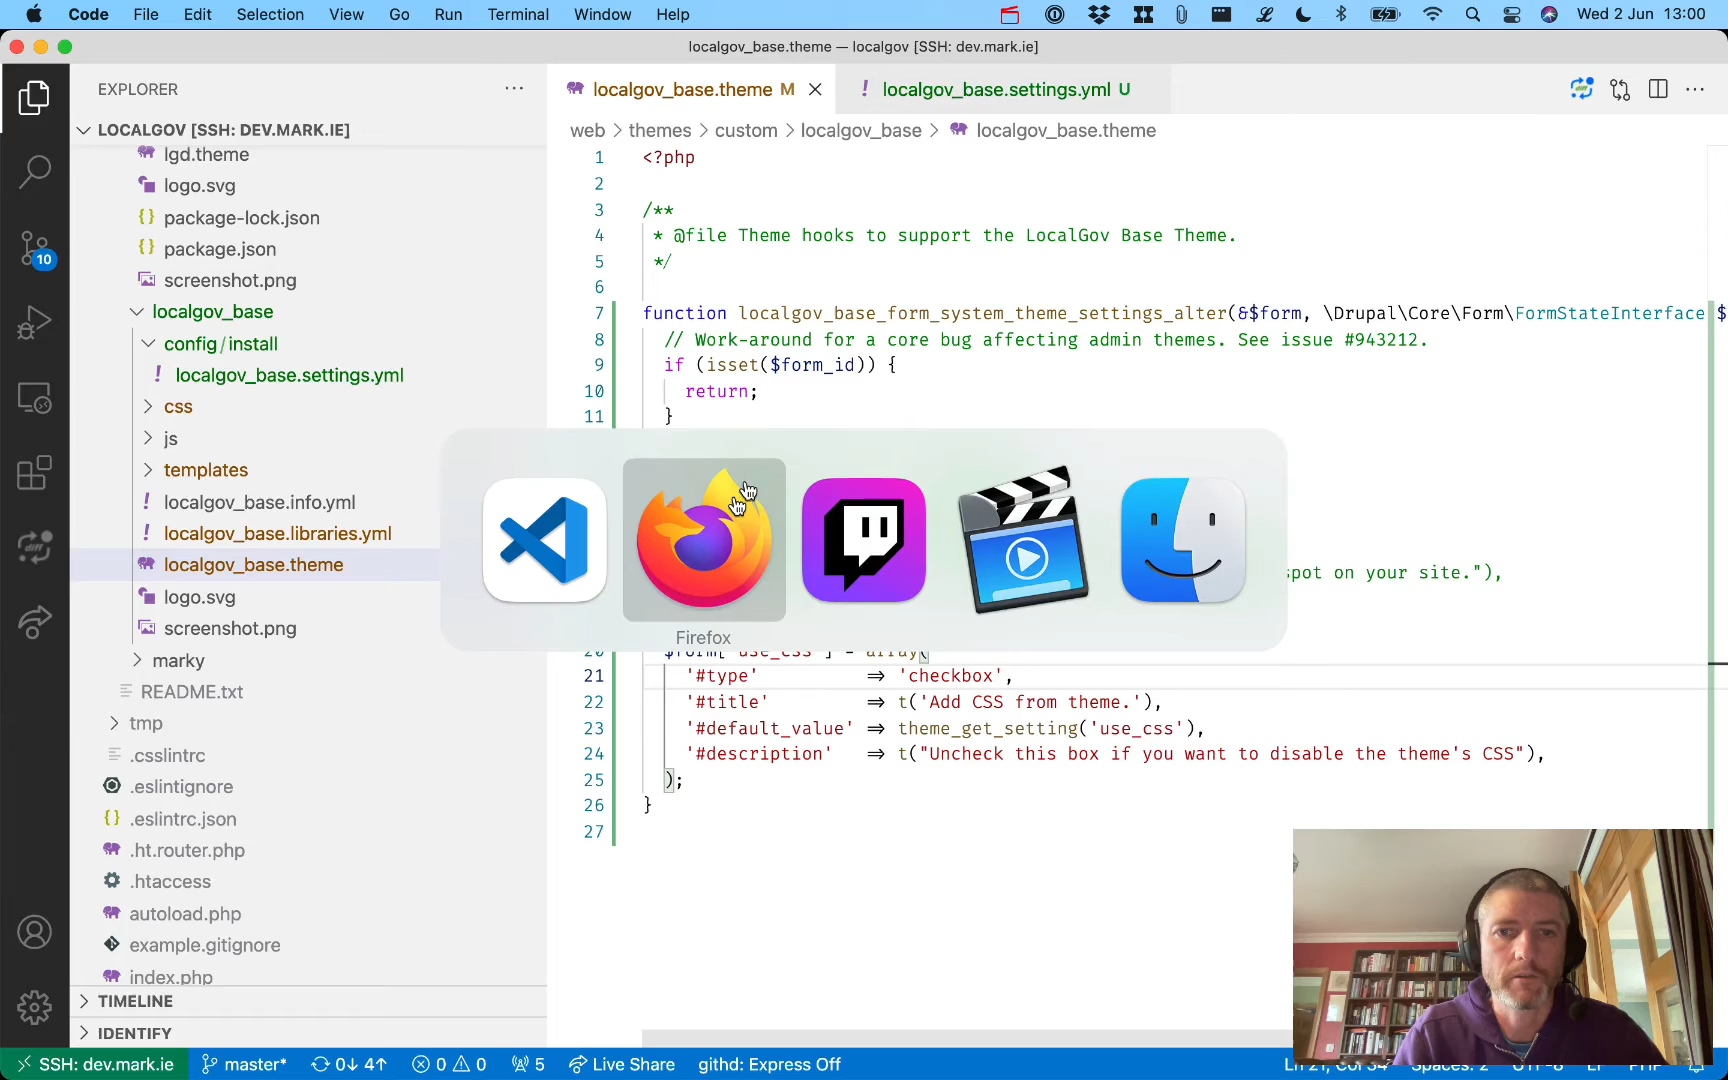 Code File Edit Selection View Go Run Terminal Window Help Wed 2 Jun 13:00
localgov_base.theme — localgov [SSH: dev.mark.ie]
EXPLORER
LOCALGOV [SSH: DEV.MARK.IE]
lgd.theme
logo.svg
package-lock.json
package.json
screenshot.png
localgov_base
config/install
localgov_base.settings.yml
css
js
templates
localgov_base.info.yml
localgov_base.libraries.yml
localgov_base.theme
logo.svg
screenshot.png
marky
README.txt
tmp
.csslintrc
.eslintignore
.eslintrc.json
.ht.router.php
.htaccess
autoload.php
example.gitignore
index.php
TIMELINE
IDENTIFY
10
localgov_base.theme M
localgov_base.settings.yml U
web > themes > custom > localgov_base > localgov_base.theme
1 <?php
2
3 /**
4 * @file Theme hooks to support the LocalGov Base Theme.
5 */
6
7 function localgov_base_form_system_theme_settings_alter(&$form, \Drupal\Core\Form\FormStateInterface $
8 // Work-around for a core bug affecting admin themes. See issue #943212.
9 if (isset($form_id)) {
10 return;
11 }
spot on your site."),
Firefox
20 $form['use_css'] = array(
21 '#type' => 'checkbox',
22 '#title' => t('Add CSS from theme.'),
23 '#default_value' => theme_get_setting('use_css'),
24 '#description' => t("Uncheck this box if you want to disable the theme's CSS"),
25 );
26 }
27
SSH: dev.mark.ie master* 0↓ 4↑ 0 0 5 Live Share githd: Express Off